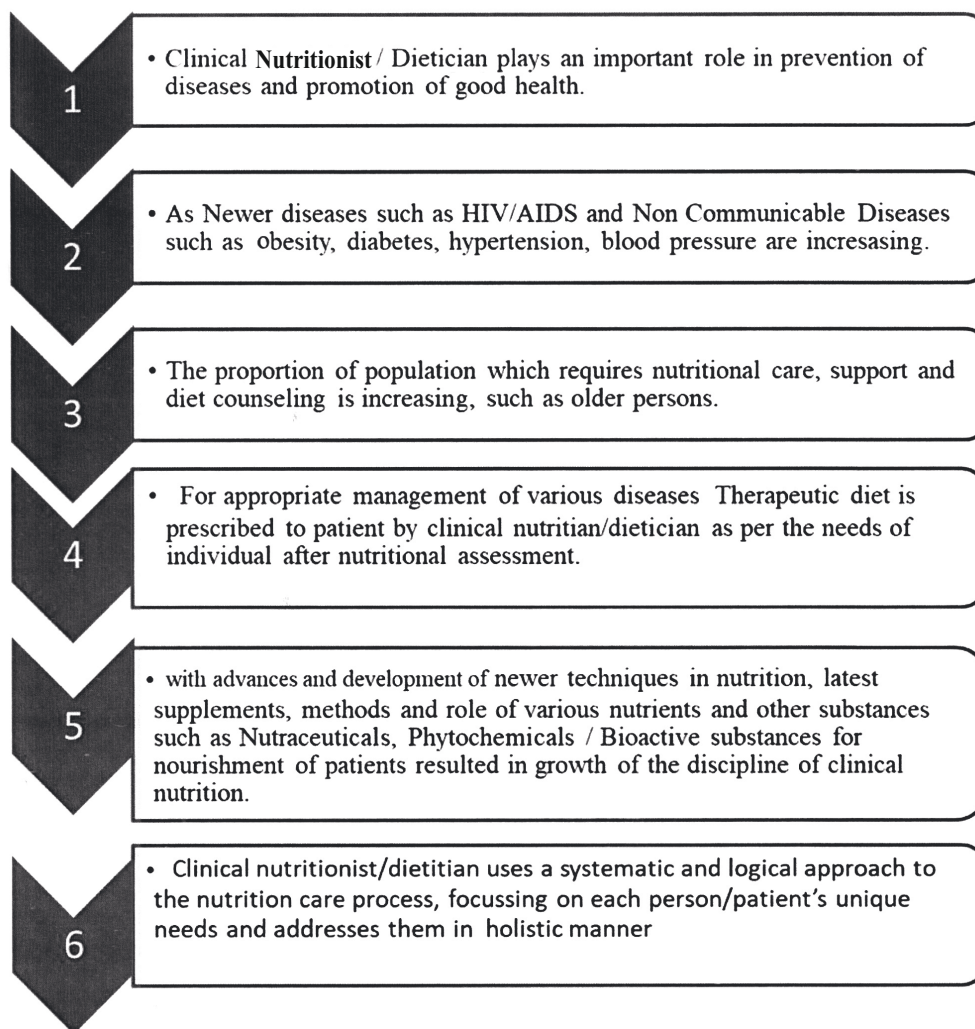 1
• Clinical Nutritionist / Dietician plays an important role in prevention of
diseases and promotion of good health.
2
• As Newer diseases such as HIV/AIDS and Non Communicable Diseases
such as obesity, diabetes, hypertension, blood pressure are incresasing.
3
• The proportion of population which requires nutritional care, support and
diet counseling is increasing, such as older persons.
4
• For appropriate management of various diseases Therapeutic diet is
prescribed to patient by clinical nutritian/dietician as per the needs of
individual after nutritional assessment.
5
• with advances and development of newer techniques in nutrition, latest
supplements, methods and role of various nutrients and other substances
such as Nutraceuticals, Phytochemicals / Bioactive substances for
nourishment of patients resulted in growth of the discipline of clinical
nutrition.
6
• Clinical nutritionist/dietitian uses a systematic and logical approach to
the nutrition care process, focussing on each person/patient's unique
needs and addresses them in holistic manner